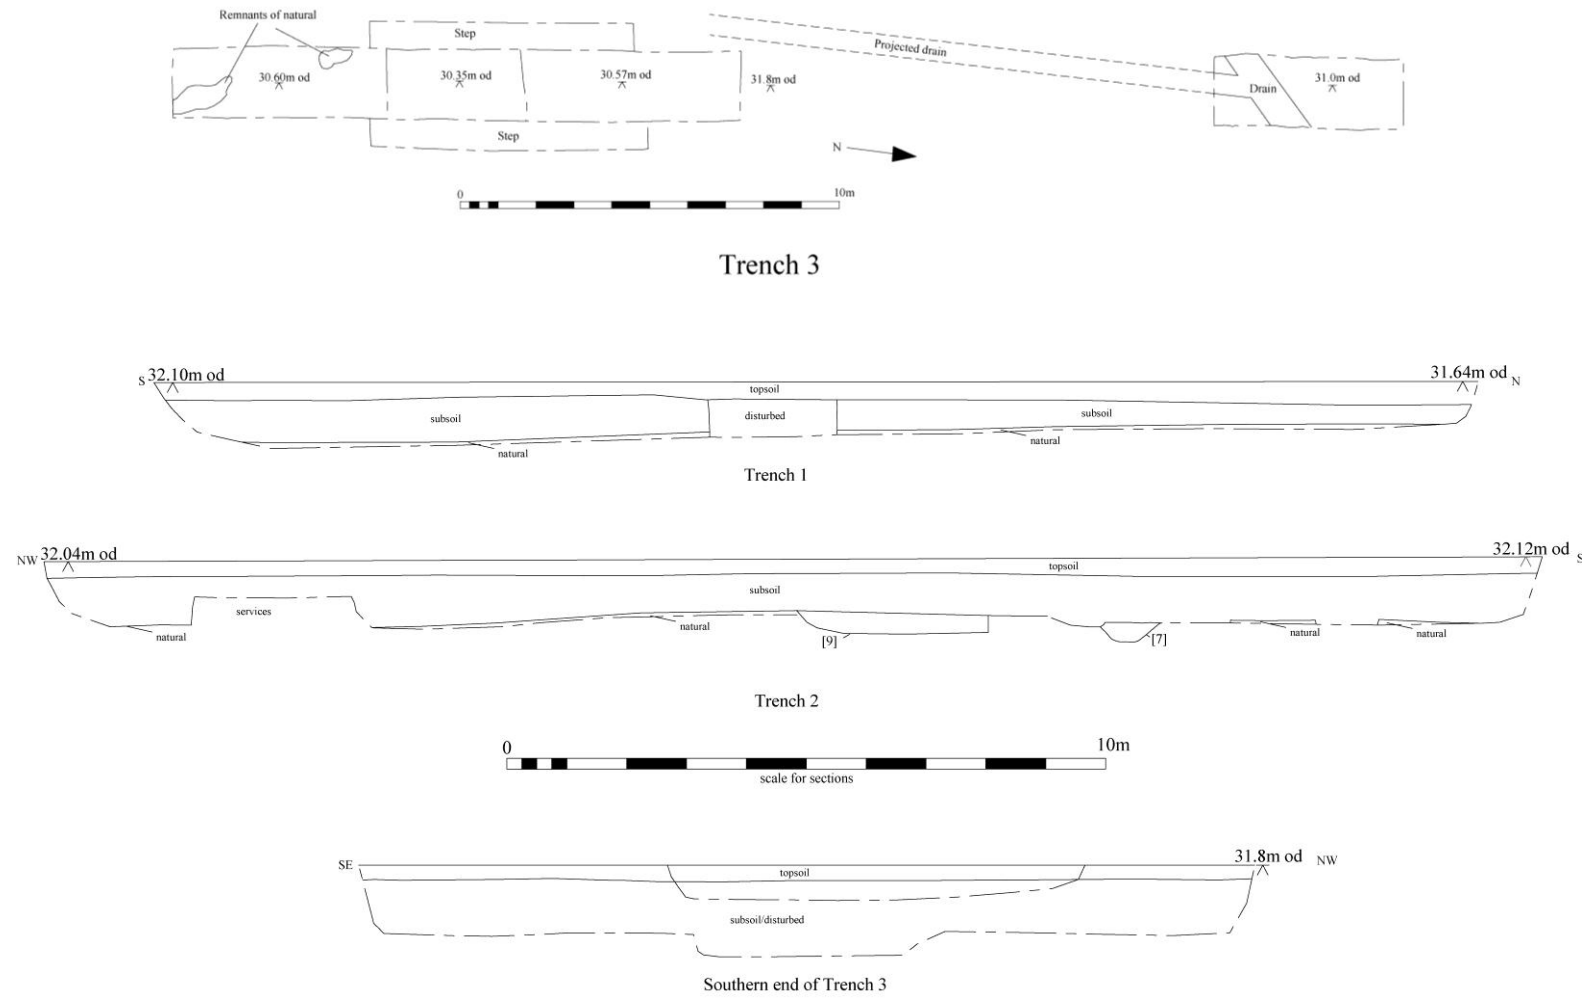 Remnants of natural
Step
Projected drain
30.60m od
30.35m od
30.57m od
31.8m od
Drain
31.0m od
Step
N
0 10m
Trench 3
S 32.10m od
31.64m od N
topsoil
subsoil
disturbed
subsoil
natural
natural
Trench 1
NW 32.04m od
32.12m od S
topsoil
subsoil
services
natural
natural
[9]
[7]
natural
natural
Trench 2
0 10m
scale for sections
SE
31.8m od NW
topsoil
subsoil/disturbed
Southern end of Trench 3